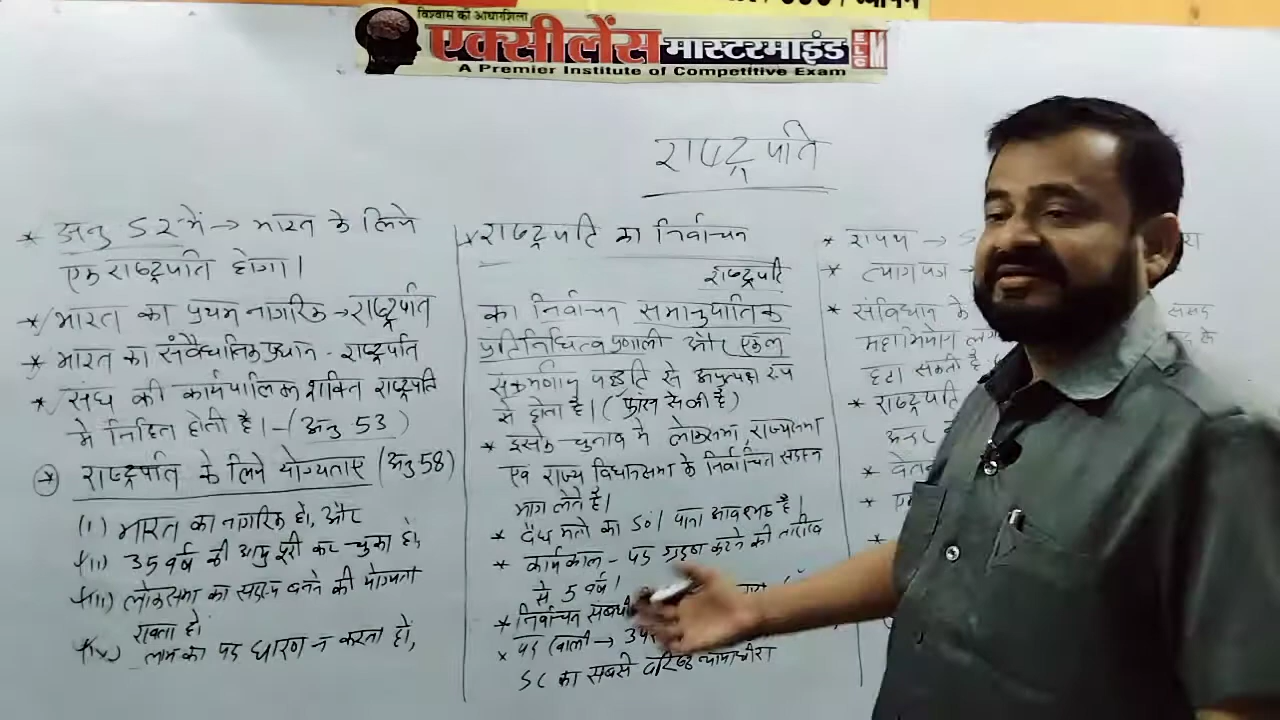 विश्वास की आधारशिला
एक्सीलेंस मास्टरमाइंड ELC M
A Premier Institute of Competitive Exam
राष्ट्रपति
* अनु 52 में → भारत के लिये
एक राष्ट्रपति होगा।
* भारत का प्रथम नागरिक → राष्ट्रपति
* भारत का संवैधानिक प्रधान - राष्ट्रपति
* संघ की कार्यपालिका शक्ति राष्ट्रपति
में निहित होती है। - (अनु 53)
* राष्ट्रपति के लिये योग्यताएं (अनु 58)
(i) भारत का नागरिक हो, और
(ii) 35 वर्ष की आयु पूरी कर चुका हो,
(iii) लोकसभा का सदस्य बनने की योग्यता
रखता हो
(iv) लाभ का पद धारण न करता हो,
* राष्ट्रपति का निर्वाचन
राष्ट्रपति
का निर्वाचन समानुपातिक
प्रतिनिधित्व प्रणाली और एकल
संक्रमणीय पद्धति से अप्रत्यक्ष रूप
से होता है। (फ्रांस से ली है)
* इसके चुनाव में लोकसभा, राज्यसभा
एवं राज्य विधानसभा के निर्वाचित सदस्य
भाग लेते है।
* वैध मतो का 50% पाना आवश्यक है।
* कार्यकाल - पद ग्रहण करने की तारीख
से 5 वर्ष।
* निर्वाचन संबंधी
* पद खाली →
SC का सबसे वरिष्ठ न्यायाधीश
* शपथ →
* त्यागपत्र →
* संविधान के
संसद
महाभियोग
के
हटा सकती है
* राष्ट्रपति